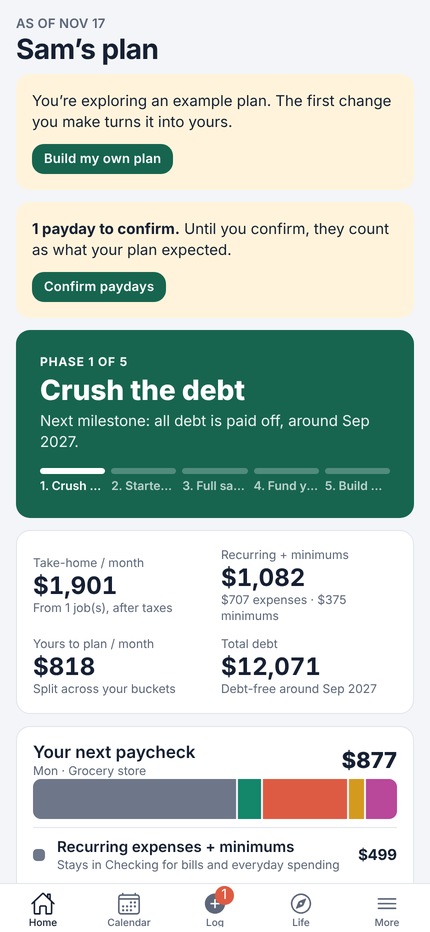 AS OF NOV 17
Sam’s plan
You’re exploring an example plan. The first change
you make turns it into yours.
Build my own plan
1 payday to confirm. Until you confirm, they count
as what your plan expected.
Confirm paydays
PHASE 1 OF 5
Crush the debt
Next milestone: all debt is paid off, around Sep
2027.
1. Crush ... 2. Starte... 3. Full sa... 4. Fund y... 5. Build ...
Take-home / month
$1,901
From 1 job(s), after taxes
Recurring + minimums
$1,082
$707 expenses · $375
minimums
Yours to plan / month
$818
Split across your buckets
Total debt
$12,071
Debt-free around Sep 2027
Your next paycheck
Mon · Grocery store
$877
Recurring expenses + minimums
Stays in Checking for bills and everyday spending
$499
1
Home Calendar Log Life More